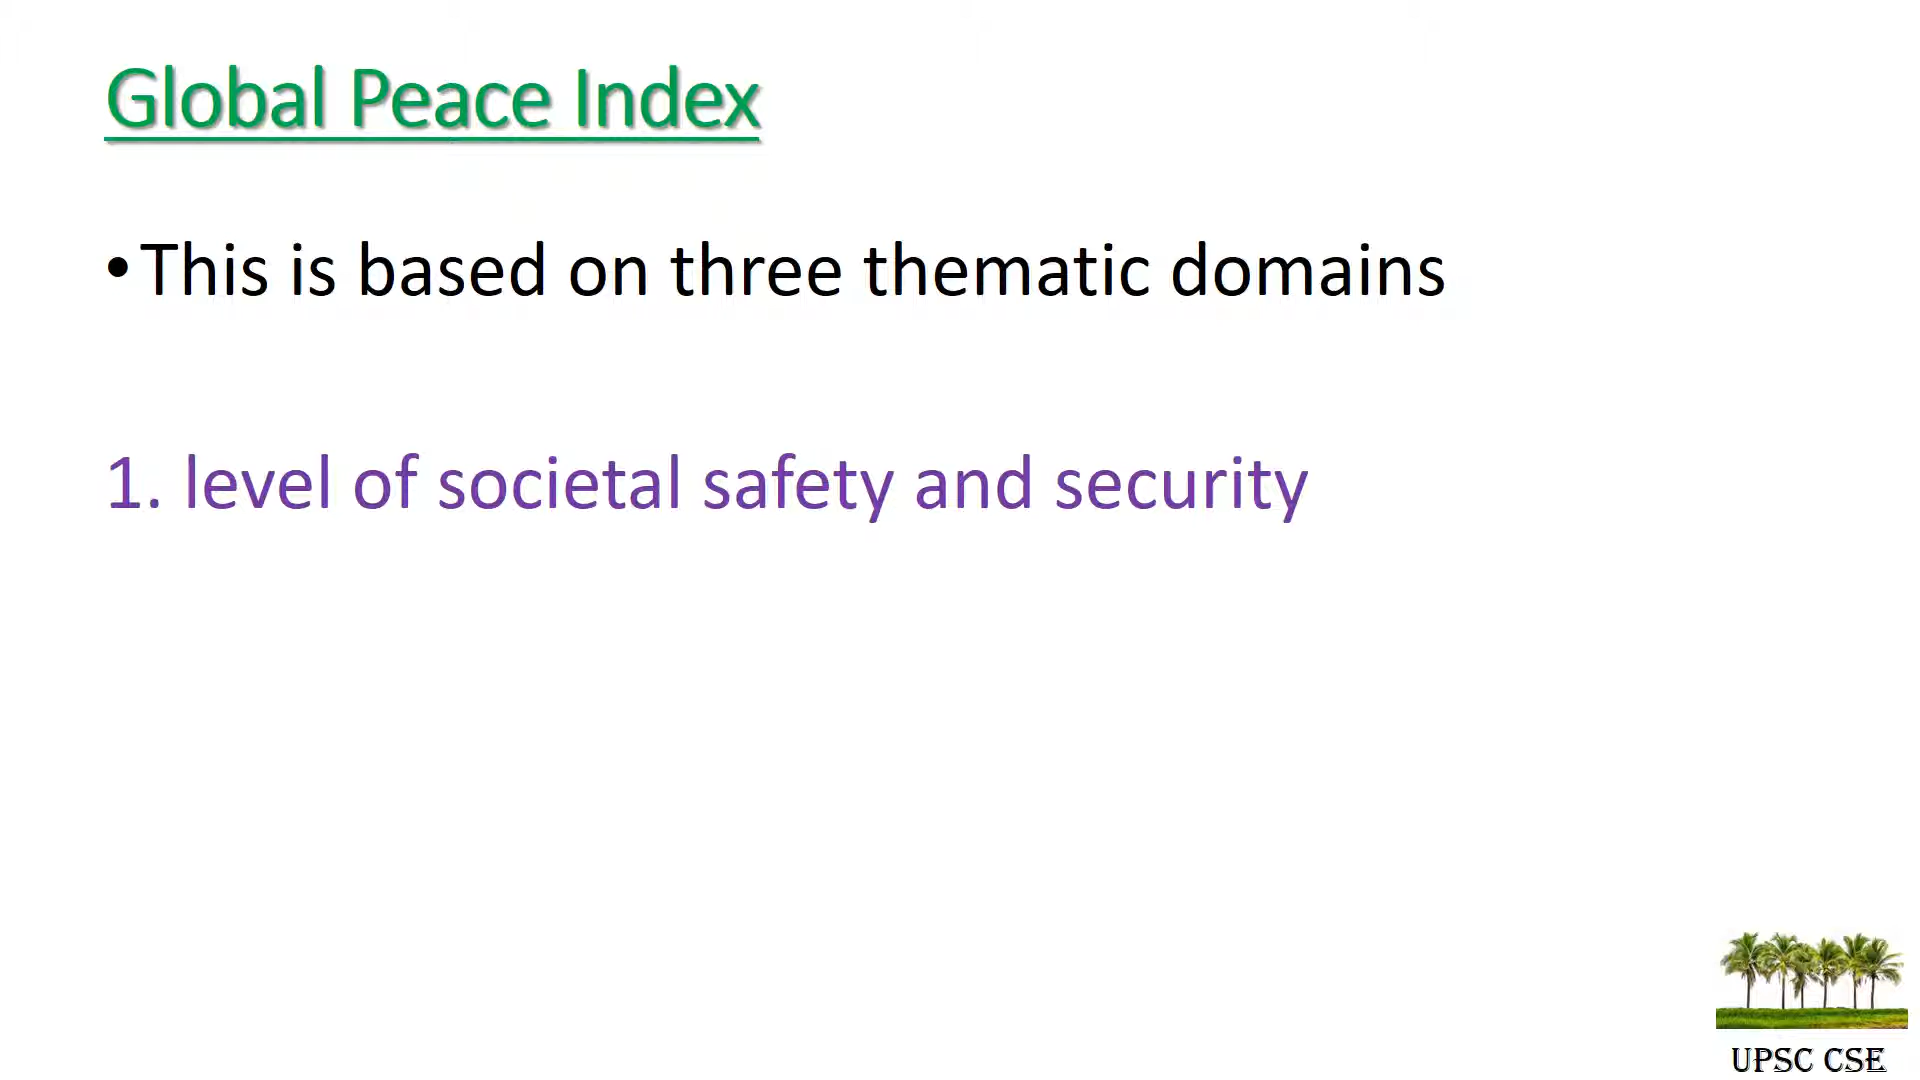 Global Peace Index
•This is based on three thematic domains
1. level of societal safety and security
UPSC CSE